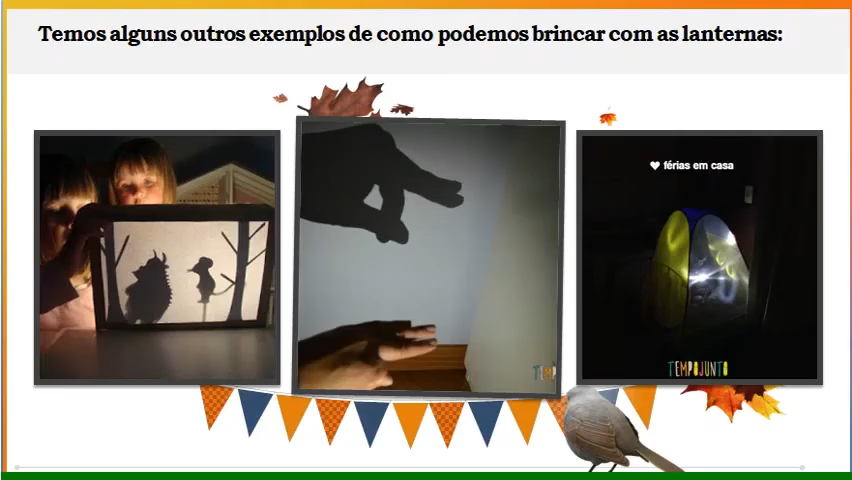 Temos alguns outros exemplos de como podemos brincar com as lanternas:
férias em casa
TEMPOJUNTO